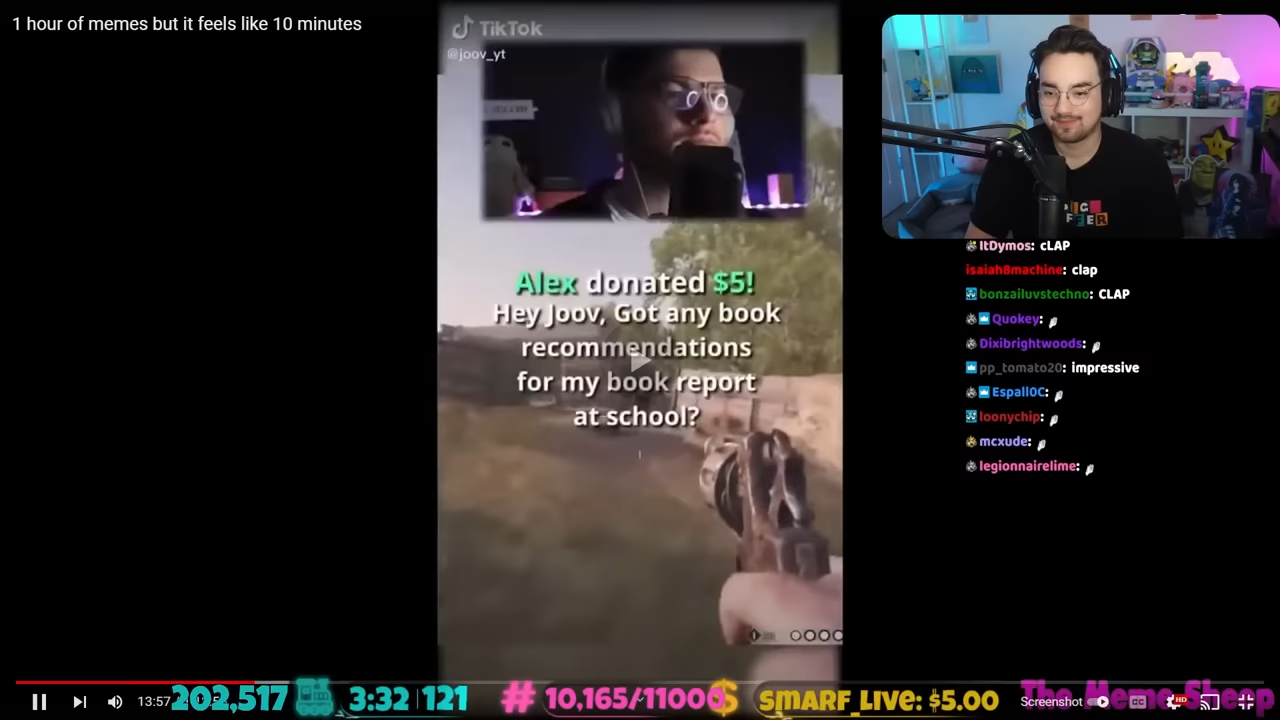 1 hour of memes but it feels like 10 minutes
TikTok
@joov_yt
Alex donated $5!
Hey Joov, Got any book
recommendations
for my book report
at school?
ItDymos: cLAP
isaiah8machine: clap
bonzailuvstechno: CLAP
Quokey:
Dixibrightwoods:
pp_tomato20: impressive
Espall0C:
loonychip:
mcxude:
legionnairelime:
13:57
202,517
3:32 121
# 10,165/11000
$ SMARF_LIVE: $5.00
The Meme Sheep
Screenshot
CC
HD